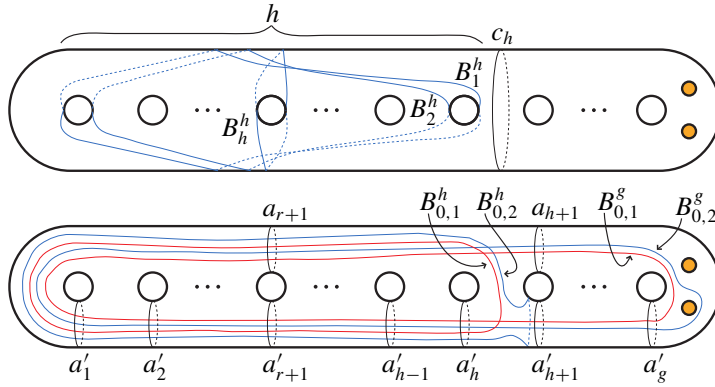 h
c_h
B_1^h
B_2^h
B_h^h
... ... ...
a_{r+1} B_{0,1}^h B_{0,2}^h a_{h+1} B_{0,1}^g B_{0,2}^g
... ... ...
a'_1 a'_2 a'_{r+1} a'_{h-1} a'_h a'_{h+1} a'_g